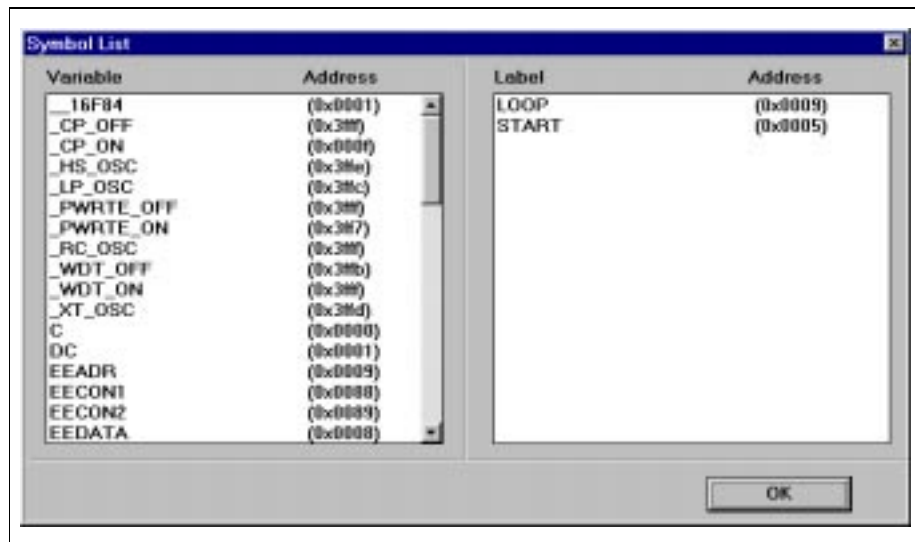 Symbol List
Variable Address
__16F84 (0x0001)
_CP_OFF (0x3fff)
_CP_ON (0x000f)
_HS_OSC (0x3ffe)
_LP_OSC (0x3ffc)
_PWRTE_OFF (0x3fff)
_PWRTE_ON (0x3ff7)
_RC_OSC (0x3fff)
_WDT_OFF (0x3ffb)
_WDT_ON (0x3fff)
_XT_OSC (0x3ffd)
C (0x0000)
DC (0x0001)
EEADR (0x0009)
EECON1 (0x0088)
EECON2 (0x0089)
EEDATA (0x0008)
Label Address
LOOP (0x0009)
START (0x0005)
OK